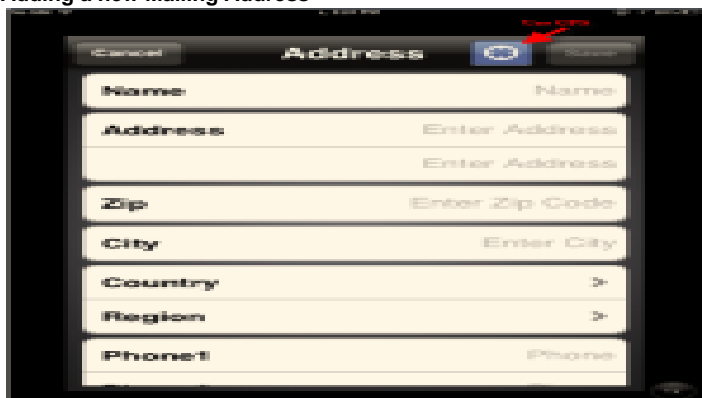 Adding a new Mailing Address
Use GPS
Cancel Address Save
Name Name
Address Enter Address
Enter Address
Zip Enter Zip Code
City Enter City
Country >
Region >
Phone1 Phone